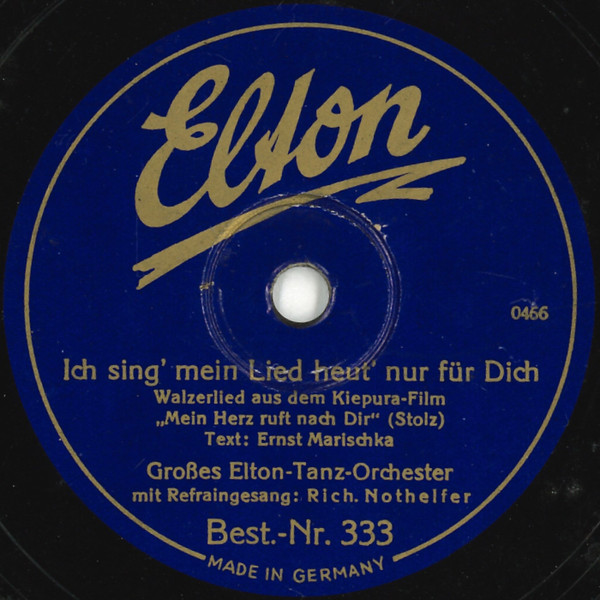 Elton
0466
Ich sing' mein Lied heut' nur für Dich
Walzerlied aus dem Kiepura-Film
„Mein Herz ruft nach Dir“ (Stolz)
Text: Ernst Marischka
Großes Elton-Tanz-Orchester
mit Refraingesang: Rich. Nothelfer
Best.-Nr. 333
MADE IN GERMANY